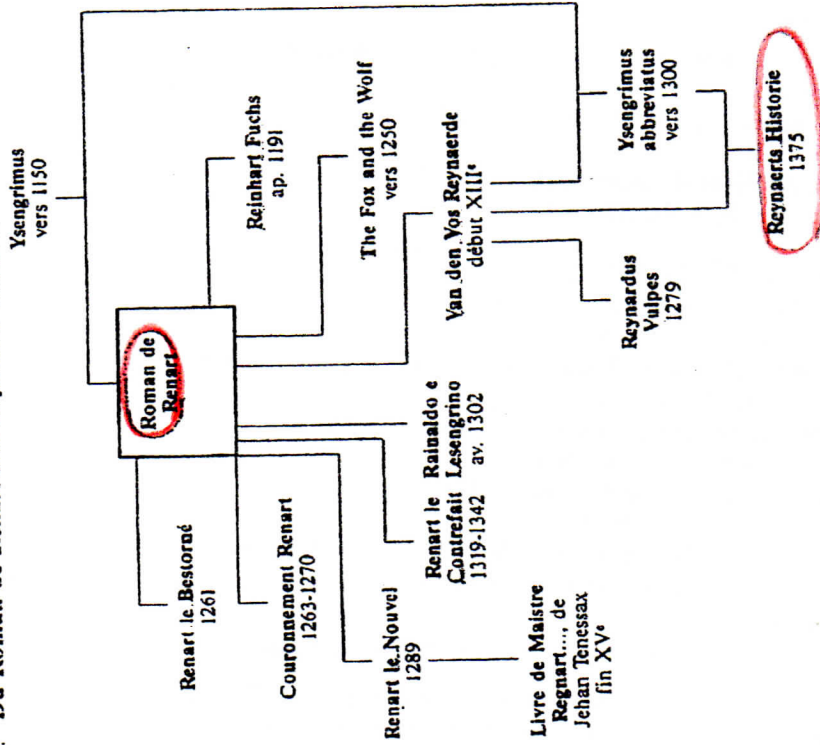 Du Roman de
Ysengrimus
vers 1150
Roman de
Renart
Reinhart Fuchs
ap. 1191
The Fox and the Wolf
vers 1250
Van den Vos Reynaerde
début XIIIe
Ysengrimus
abbreviatus
vers 1300
Reynaerts Historie
1375
Reynardus
Vulpes
1279
Rainaldo e
Lesengrino
av. 1302
Renart le
Contrefait
1319-1342
Renart le Bestorné
1261
Couronnement Renart
1263-1270
Renart le Nouvel
1289
Livre de Maistre
Regnart..., de
Jehan Tenessax
fin XVe